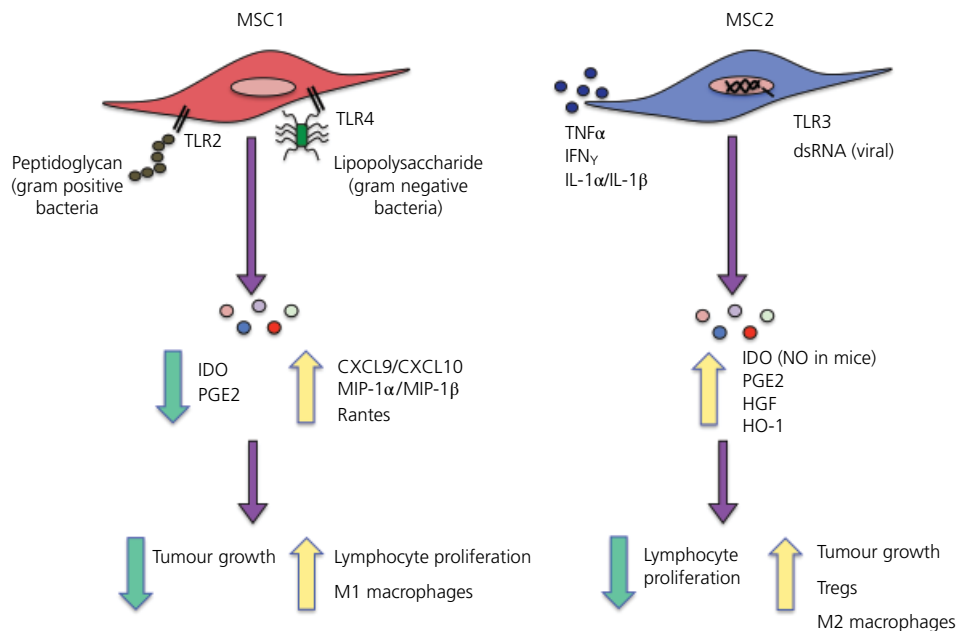 MSC1
TLR2
TLR4
Peptidoglycan
(gram positive
bacteria
Lipopolysaccharide
(gram negative
bacteria)
IDO
PGE2
CXCL9/CXCL10
MIP-1α/MIP-1β
Rantes
Tumour growth
Lymphocyte proliferation
M1 macrophages
MSC2
TNFα
IFNγ
IL-1α/IL-1β
TLR3
dsRNA (viral)
IDO (NO in mice)
PGE2
HGF
HO-1
Lymphocyte
proliferation
Tumour growth
Tregs
M2 macrophages